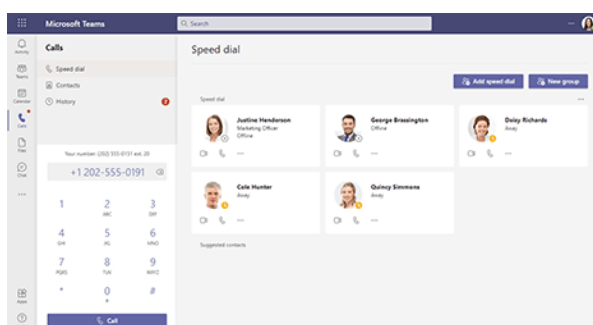 Microsoft Teams
Search
Activity
Teams
Calendar
Calls
Files
Chat
Apps
Calls
Speed dial
Contacts
History
2
Your number: (202) 555-0131 ext. 20
+1 202-555-0191
1
2
3
ABC
DEF
4
5
6
GHI
JKL
MNO
7
8
9
PQRS
TUV
WXYZ
*
0
#
+
Call
Speed dial
Add speed dial
New group
Speed dial
Justine Henderson
Marketing Officer
Offline
George Brassington
Offline
Daisy Richards
Away
Cale Hunter
Away
Quincy Simmons
Away
Suggested contacts